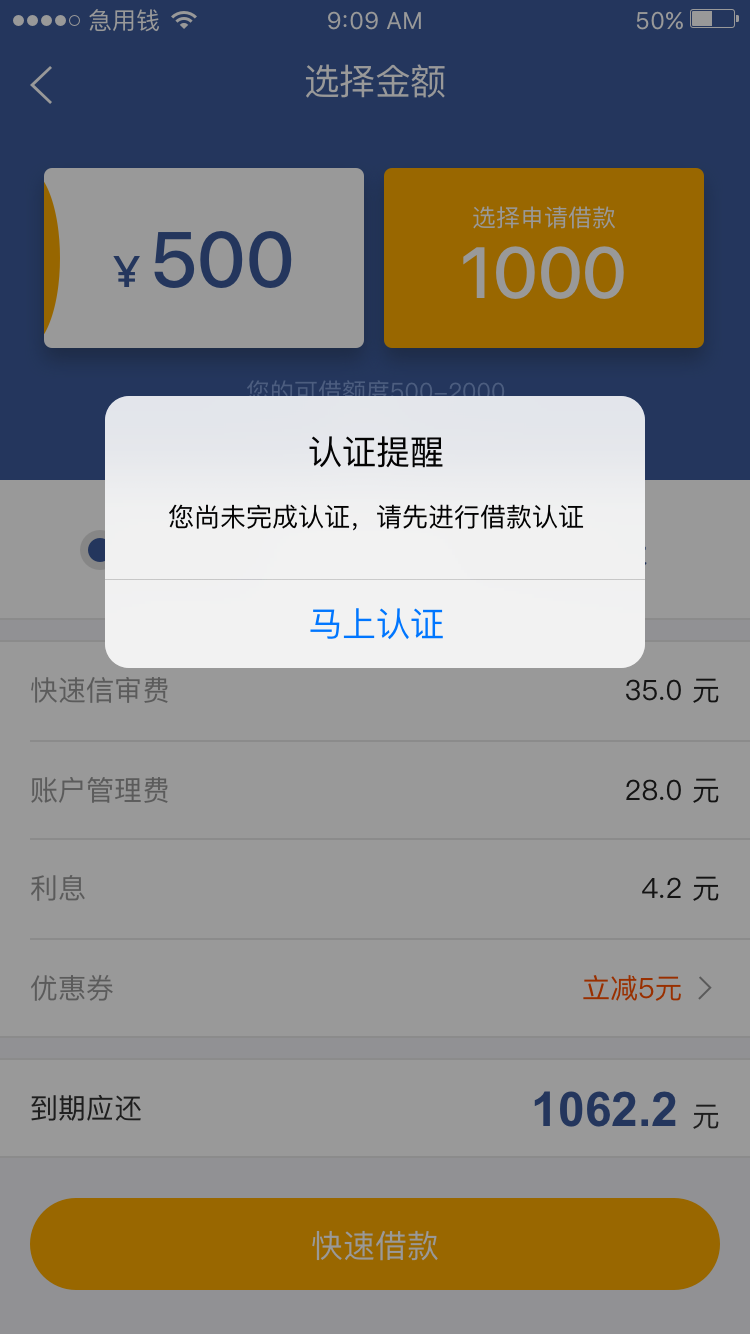 急用钱 9:09 AM 50%
选择金额
¥500
选择申请借款
1000
您的可借额度500-2000
认证提醒
您尚未完成认证，请先进行借款认证
马上认证
快速信审费 35.0 元
账户管理费 28.0 元
利息 4.2 元
优惠券 立减5元
到期应还 1062.2 元
快速借款